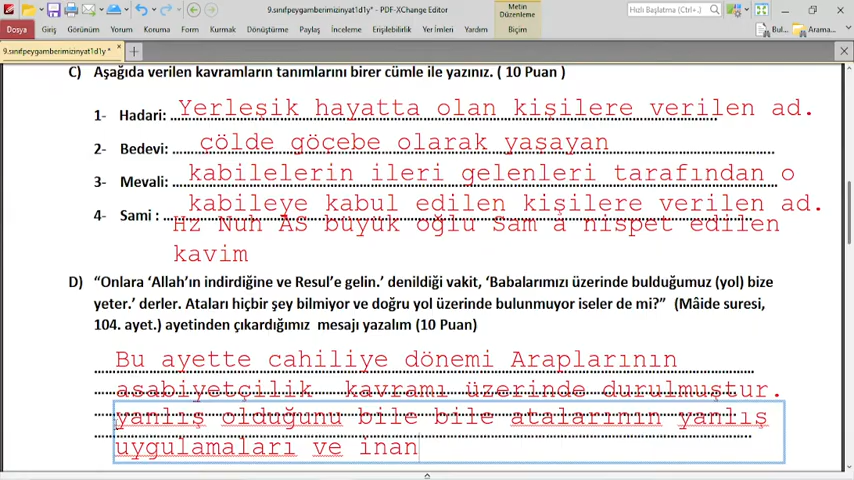 9.sınıfpeygamberimizinyat1d1y* - PDF-XChange Editor
Metin Düzenleme
Hızlı Başlatma (Ctrl+.)
Dosya Giriş Görünüm Yorum Koruma Form Kurmak Dönüştürme Paylaş İnceleme Erişilebilirlik Yer İmleri Yardım Biçim
Bul... Arama...
9.sınıfpeygamberimizinyat1d1y *
C) Aşağıda verilen kavramların tanımlarını birer cümle ile yazınız. ( 10 Puan )
1- Hadari: Yerleşik hayatta olan kişilere verilen ad.
2- Bedevi: çölde göçebe olarak yaşayan
3- Mevali: kabilelerin ileri gelenleri tarafından o
kabileye kabul edilen kişilere verilen ad.
4- Sami : Hz Nuh AS büyük oğlu Sam a nispet edilen
kavim
D) “Onlara ‘Allah’ın indirdiğine ve Resul’e gelin.’ denildiği vakit, ‘Babalarımızı üzerinde bulduğumuz (yol) bize
yeter.’ derler. Ataları hiçbir şey bilmiyor ve doğru yol üzerinde bulunmuyor iseler de mi?” (Mâide suresi,
104. ayet.) ayetinden çıkardığımız mesajı yazalım (10 Puan)
Bu ayette cahiliye dönemi Araplarının
asabiyetçilik kavramı üzerinde durulmuştur.
yanlış olduğunu bile bile atalarının yanlış
uygulamaları ve inan